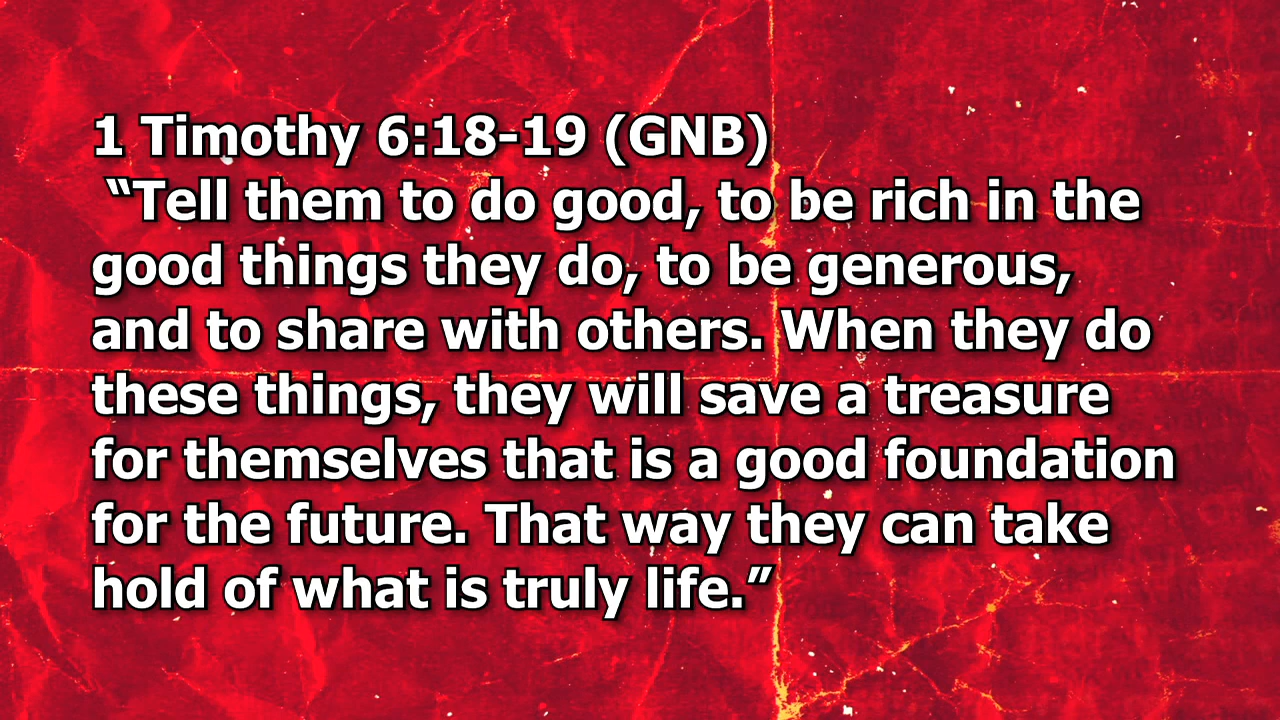 1 Timothy 6:18-19 (GNB)
“Tell them to do good, to be rich in the
good things they do, to be generous,
and to share with others. When they do
these things, they will save a treasure
for themselves that is a good foundation
for the future. That way they can take
hold of what is truly life.”